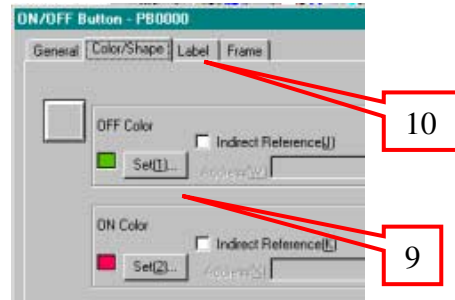 ON/OFF Button - PB0000
General Color/Shape Label Frame
10
OFF Color
Indirect Reference(J)
Set(1)...
ON Color
Indirect Reference(K)
9
Set(2)...